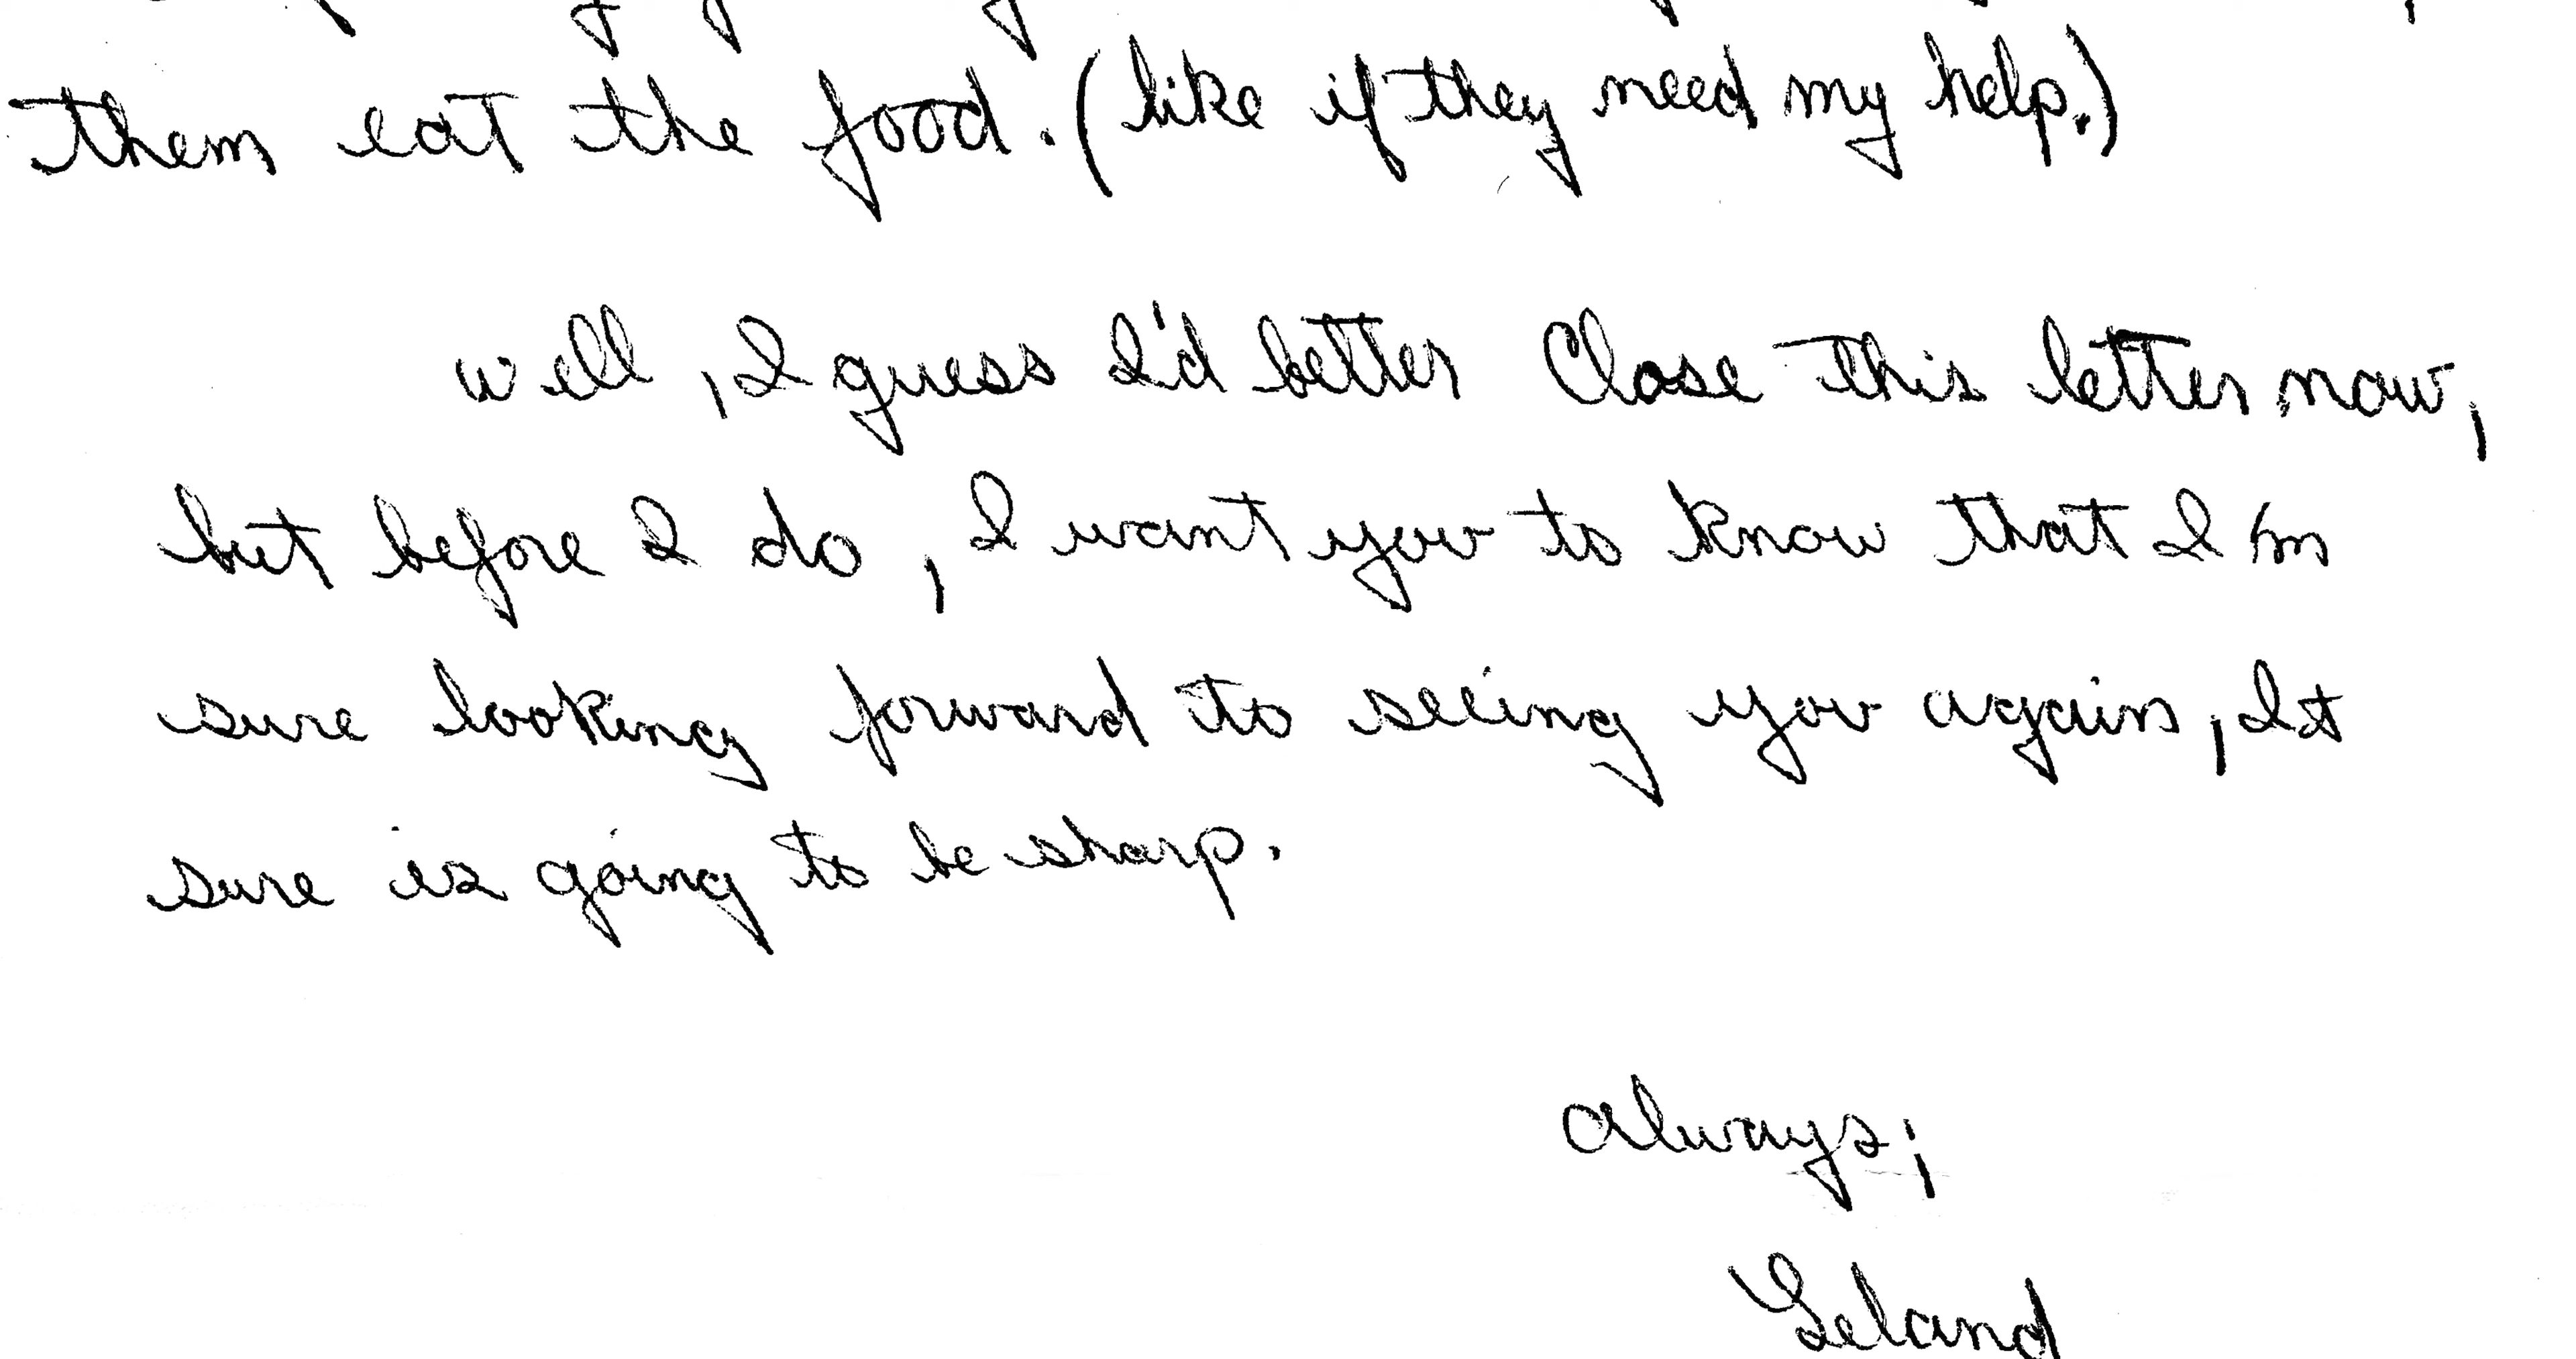 them eat the food. (like if they need my help.)
well, I guess I'd better Close this letter now,
but before I do, I want you to know that I'm
sure looking forward to seeing you again, It
sure is going to be sharp.
always;
Leland